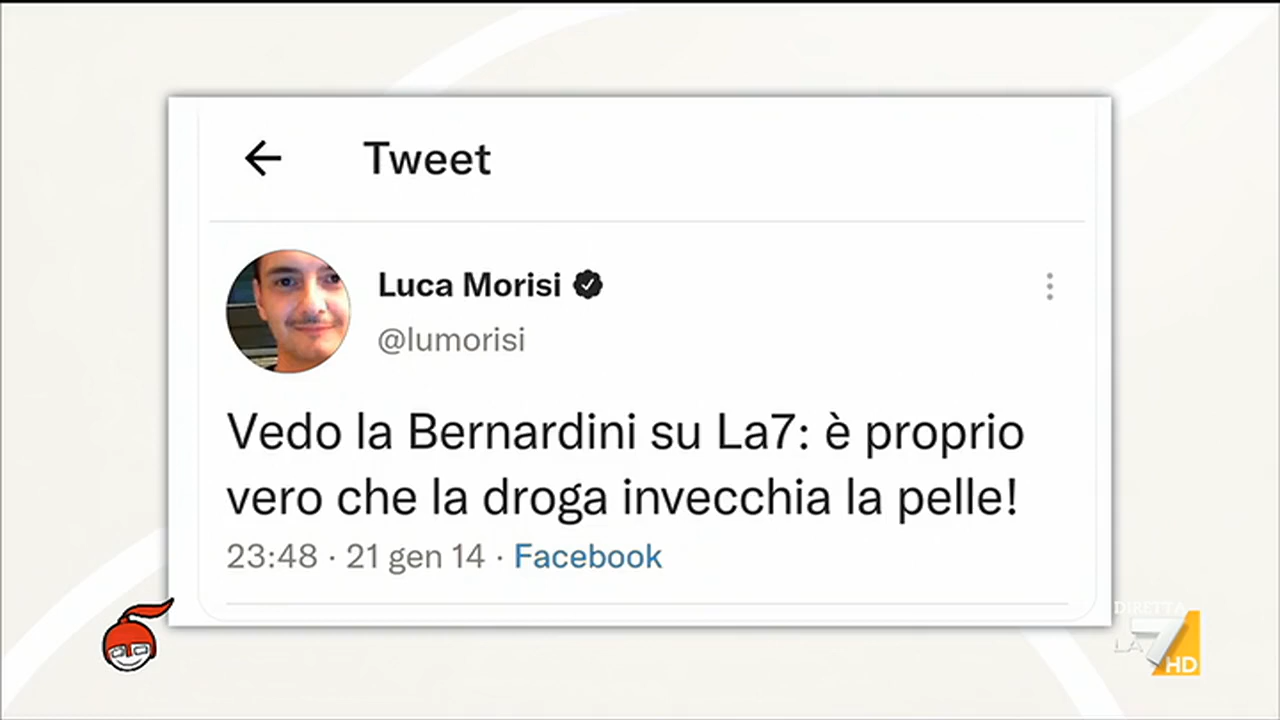 Tweet
Luca Morisi
@lumorisi
Vedo la Bernardini su La7: è proprio
vero che la droga invecchia la pelle!
23:48 · 21 gen 14 · Facebook
DIRETTA
LA7
HD